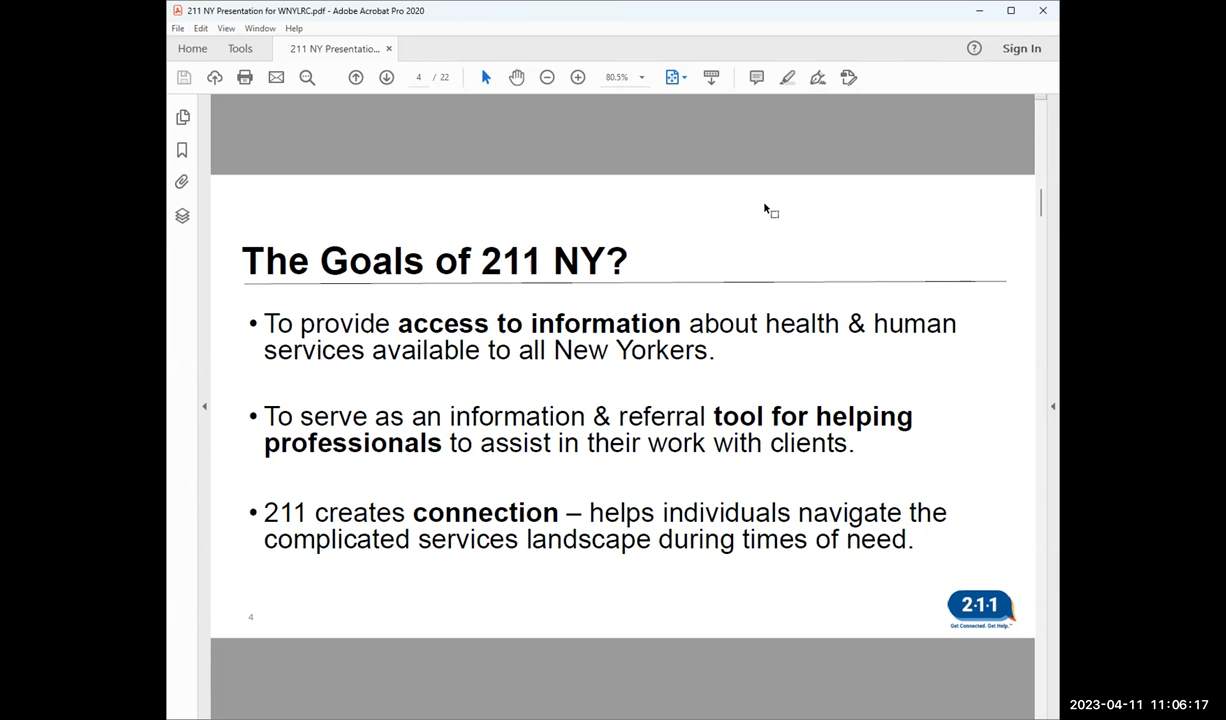 211 NY Presentation for WNYLRC.pdf - Adobe Acrobat Pro 2020
File Edit View Window Help
Home Tools 211 NY Presentatio... × Sign In
4 / 22 80.5%
The Goals of 211 NY?
• To provide access to information about health & human
services available to all New Yorkers.
• To serve as an information & referral tool for helping
professionals to assist in their work with clients.
• 211 creates connection – helps individuals navigate the
complicated services landscape during times of need.
4
2·1·1
Get Connected. Get Help.™
2023-04-11 11:06:17